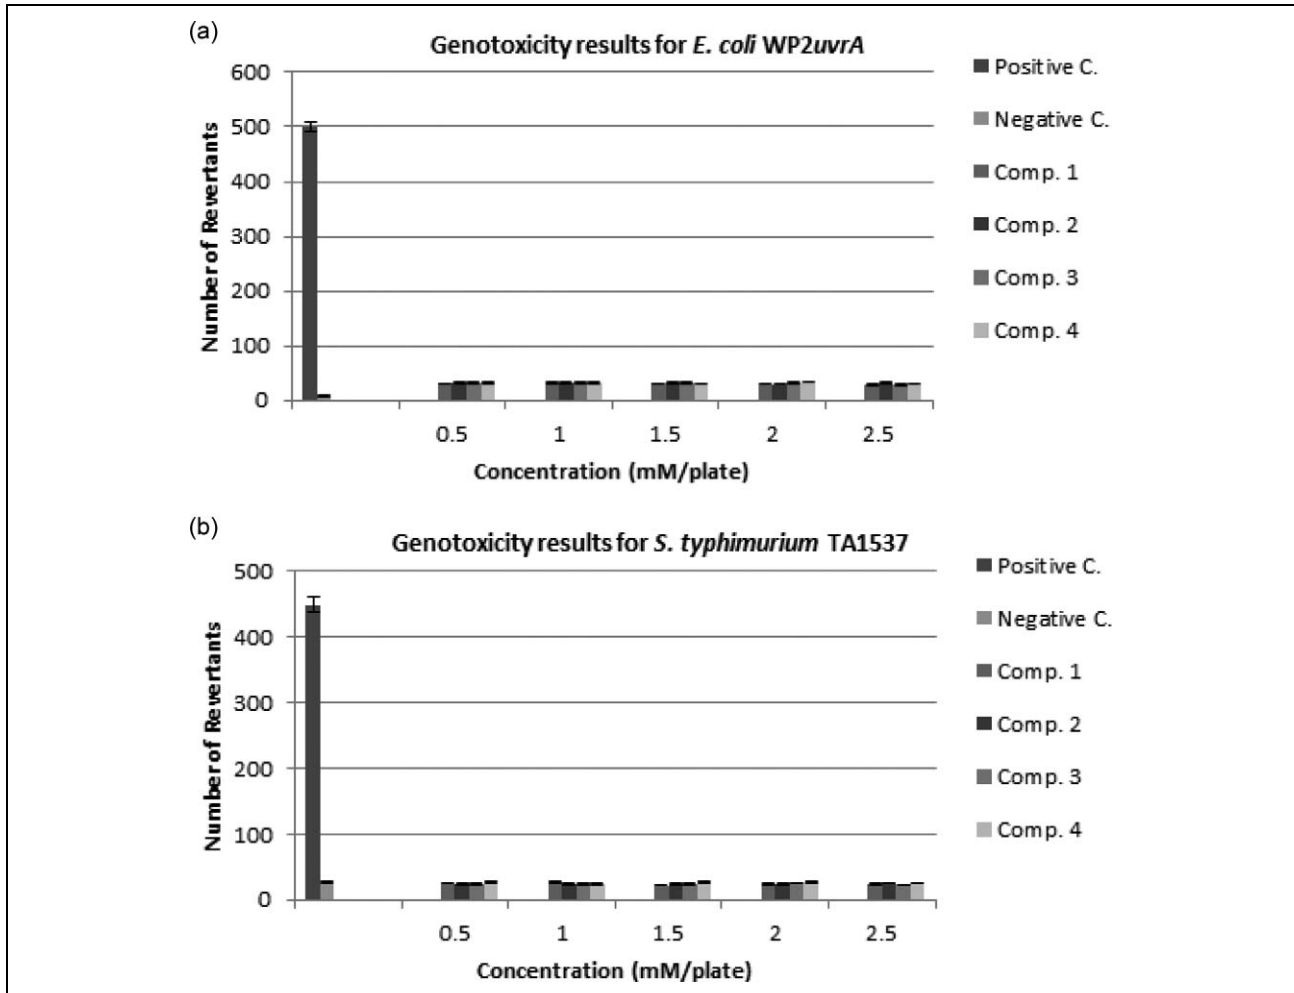 (a)
Genotoxicity results for E. coli WP2uvrA
600
500
400
300
200
100
0
Number of Revertants
0.5 1 1.5 2 2.5
Concentration (mM/plate)
Positive C.
Negative C.
Comp. 1
Comp. 2
Comp. 3
Comp. 4
(b)
Genotoxicity results for S. typhimurium TA1537
500
400
300
200
100
0
Number of Revertants
0.5 1 1.5 2 2.5
Concentration (mM/plate)
Positive C.
Negative C.
Comp. 1
Comp. 2
Comp. 3
Comp. 4